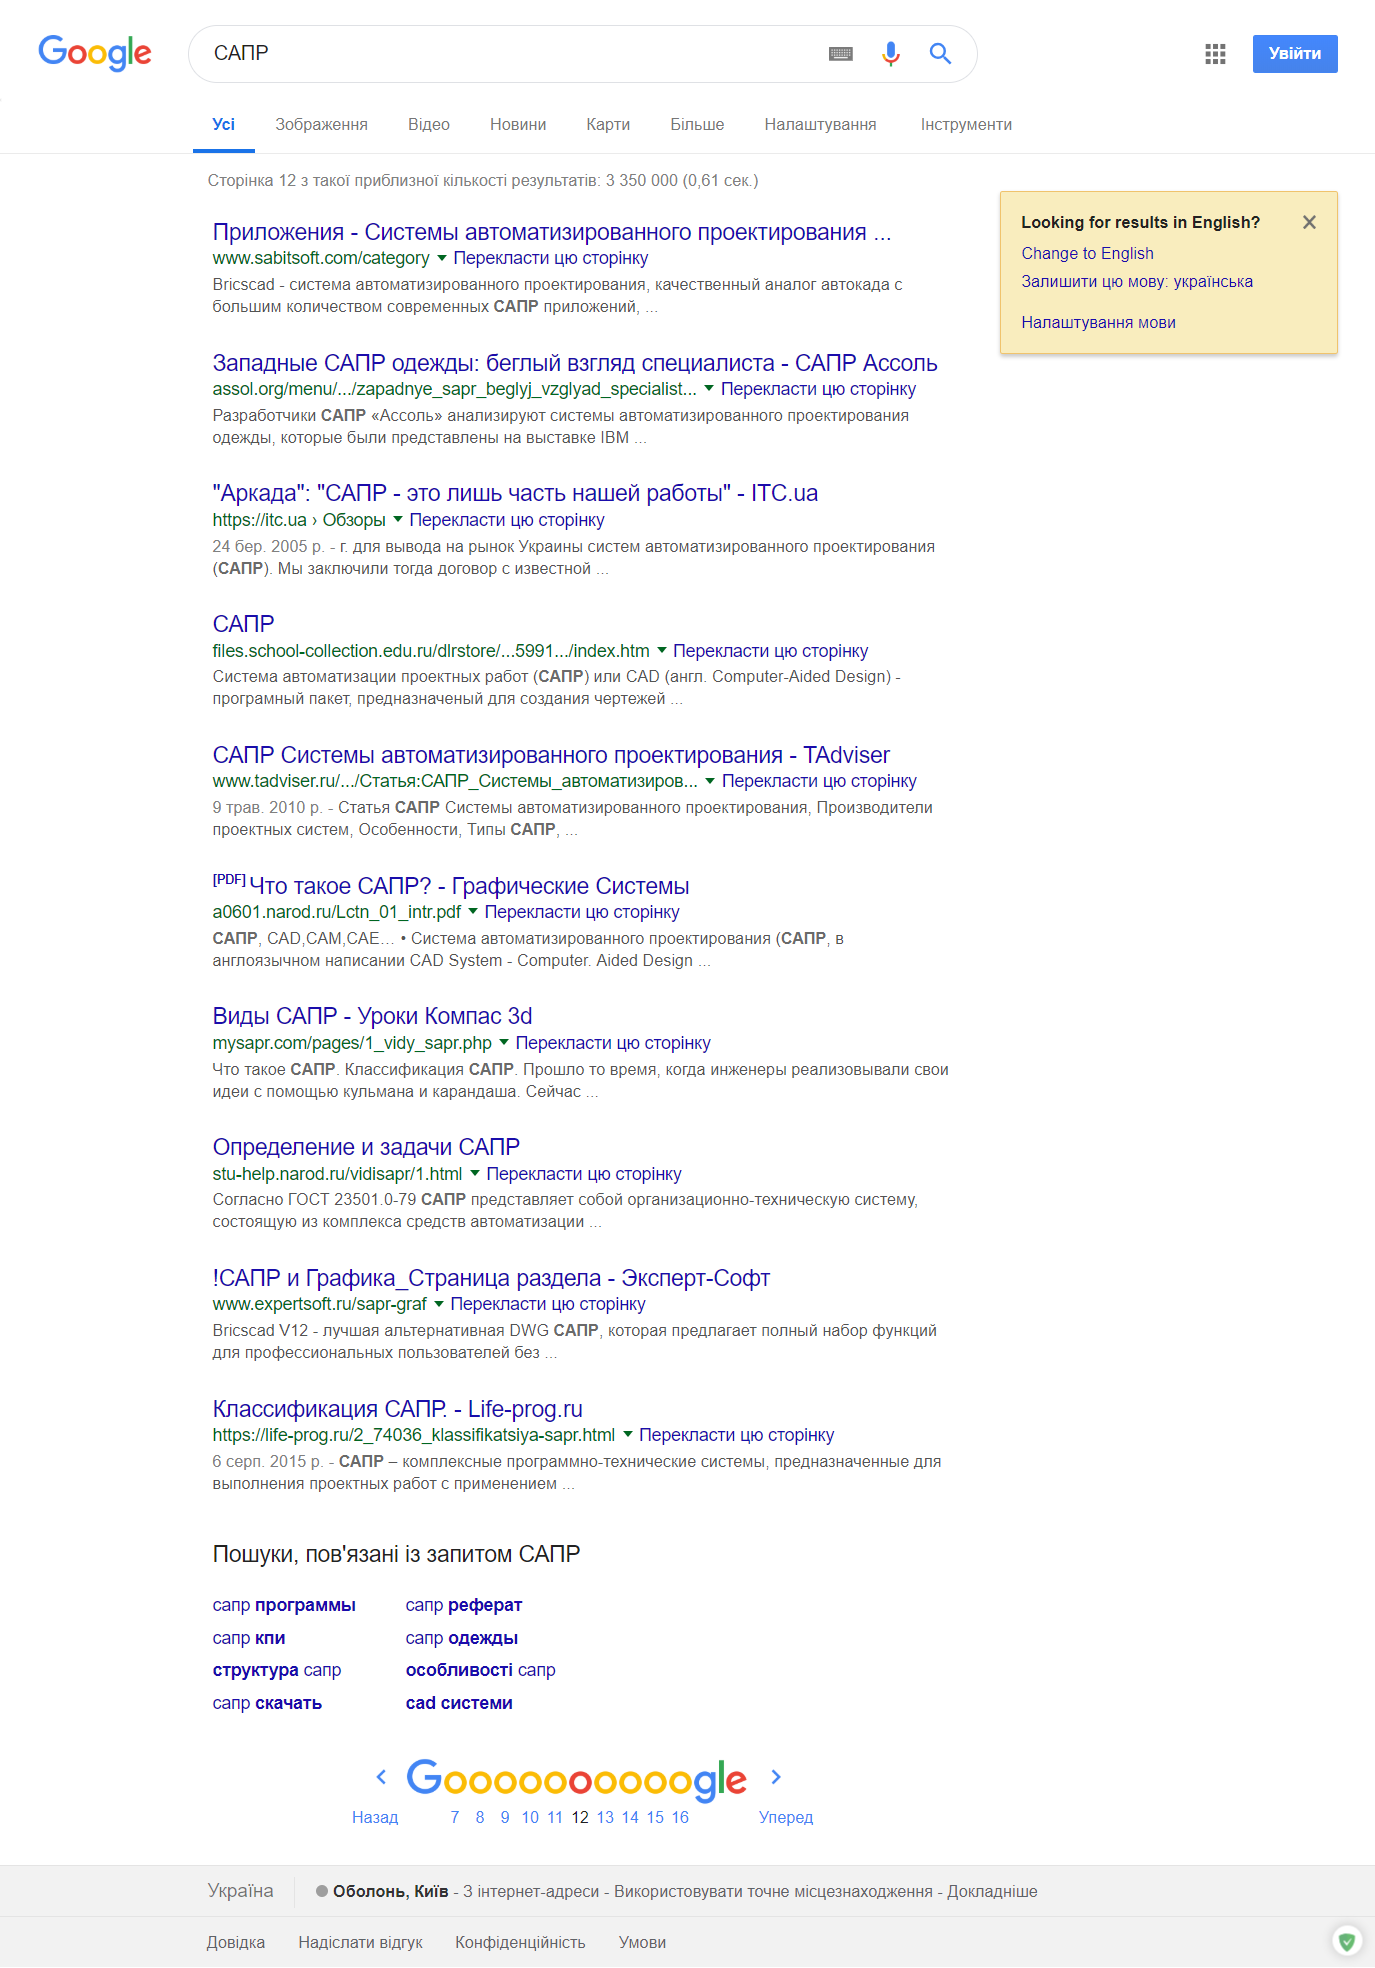 Google
САПР
Увійти
Усі Зображення Відео Новини Карти Більше Налаштування Інструменти
Сторінка 12 з такої приблизної кількості результатів: 3 350 000 (0,61 сек.)
Looking for results in English?
Change to English
Залишити цю мову: українська
Налаштування мови
Приложения - Системы автоматизированного проектирования ...
www.sabitsoft.com/category Перекласти цю сторінку
Bricscad - система автоматизированного проектирования, качественный аналог автокада с
большим количеством современных САПР приложений, ...
Западные САПР одежды: беглый взгляд специалиста - САПР Ассоль
assol.org/menu/.../zapadnye_sapr_beglyj_vzglyad_specialist... Перекласти цю сторінку
Разработчики САПР «Ассоль» анализируют системы автоматизированного проектирования
одежды, которые были представлены на выставке IBM ...
"Аркада": "САПР - это лишь часть нашей работы" - ITC.ua
https://itc.ua › Обзоры Перекласти цю сторінку
24 бер. 2005 р. - г. для вывода на рынок Украины систем автоматизированного проектирования
(САПР). Мы заключили тогда договор с известной ...
САПР
files.school-collection.edu.ru/dlrstore/...5991.../index.htm Перекласти цю сторінку
Система автоматизации проектных работ (САПР) или CAD (англ. Computer-Aided Design) -
програмный пакет, предназначеный для создания чертежей ...
САПР Системы автоматизированного проектирования - TAdviser
www.tadviser.ru/.../Статья:САПР_Системы_автоматизиров... Перекласти цю сторінку
9 трав. 2010 р. - Статья САПР Системы автоматизированного проектирования, Производители
проектных систем, Особенности, Типы САПР, ...
[PDF] Что такое САПР? - Графические Системы
a0601.narod.ru/Lctn_01_intr.pdf Перекласти цю сторінку
САПР, CAD,CAM,CAE… • Система автоматизированного проектирования (САПР, в
англоязычном написании CAD System - Computer. Aided Design ...
Виды САПР - Уроки Компас 3d
mysapr.com/pages/1_vidy_sapr.php Перекласти цю сторінку
Что такое САПР. Классификация САПР. Прошло то время, когда инженеры реализовывали свои
идеи с помощью кульмана и карандаша. Сейчас ...
Определение и задачи САПР
stu-help.narod.ru/vidisapr/1.html Перекласти цю сторінку
Согласно ГОСТ 23501.0-79 САПР представляет собой организационно-техническую систему,
состоящую из комплекса средств автоматизации ...
!САПР и Графика_Страница раздела - Эксперт-Софт
www.expertsoft.ru/sapr-graf Перекласти цю сторінку
Bricscad V12 - лучшая альтернативная DWG САПР, которая предлагает полный набор функций
для профессиональных пользователей без ...
Классификация САПР. - Life-prog.ru
https://life-prog.ru/2_74036_klassifikatsiya-sapr.html Перекласти цю сторінку
6 серп. 2015 р. - САПР – комплексные программно-технические системы, предназначенные для
выполнения проектных работ с применением ...
Пошуки, пов'язані із запитом САПР
сапр программы сапр реферат
сапр кпи сапр одежды
структура сапр особливості сапр
сапр скачать cad системи
Goooooooooogle
Назад 7 8 9 10 11 12 13 14 15 16 Уперед
Україна Оболонь, Київ - З інтернет-адреси - Використовувати точне місцезнаходження - Докладніше
Довідка Надіслати відгук Конфіденційність Умови